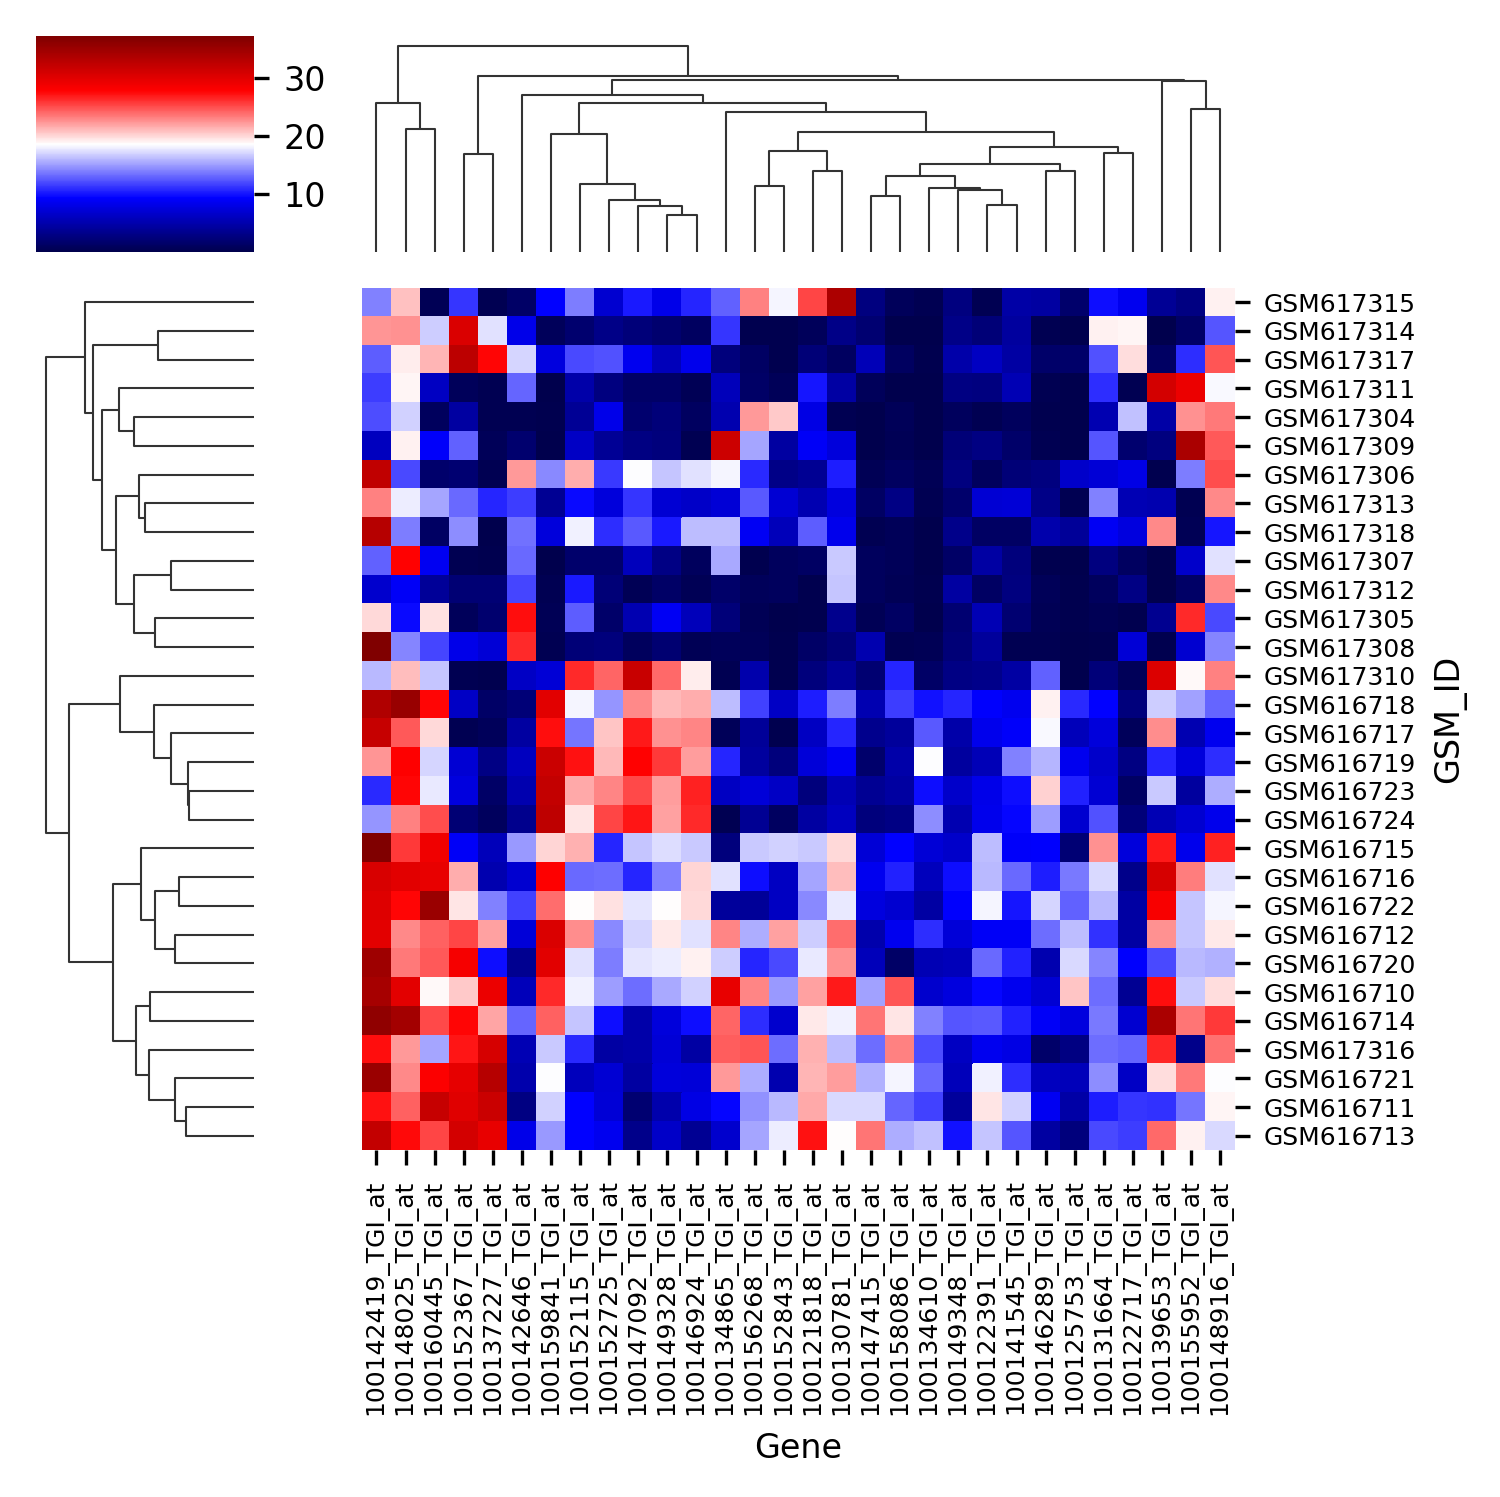 30
20
10
GSM617315
GSM617314
GSM617317
GSM617311
GSM617304
GSM617309
GSM617306
GSM617313
GSM617318
GSM617307
GSM617312
GSM617305
GSM617308
GSM617310
GSM616718
GSM616717
GSM616719
GSM616723
GSM616724
GSM616715
GSM616716
GSM616722
GSM616712
GSM616720
GSM616710
GSM616714
GSM617316
GSM616721
GSM616711
GSM616713
GSM_ID
100142419_TGI_at
100148025_TGI_at
100160445_TGI_at
100152367_TGI_at
100137227_TGI_at
100142646_TGI_at
100159841_TGI_at
100152115_TGI_at
100152725_TGI_at
100147092_TGI_at
100149328_TGI_at
100146924_TGI_at
100134865_TGI_at
100156268_TGI_at
100152843_TGI_at
100121818_TGI_at
100130781_TGI_at
100147415_TGI_at
100158086_TGI_at
100134610_TGI_at
100149348_TGI_at
100122391_TGI_at
100141545_TGI_at
100146289_TGI_at
100125753_TGI_at
100131664_TGI_at
100122717_TGI_at
100139653_TGI_at
100155952_TGI_at
100148916_TGI_at
Gene